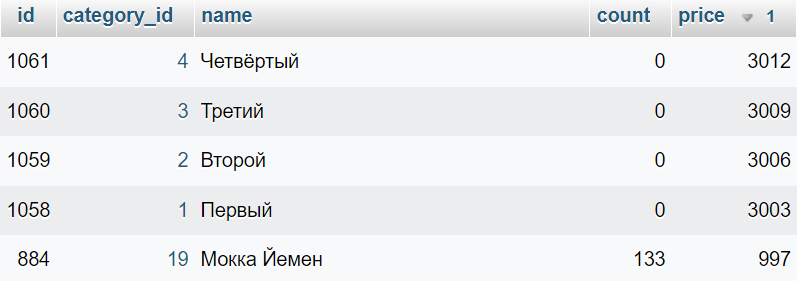 id category_id name count price 1
1061 4 Четвёртый 0 3012
1060 3 Третий 0 3009
1059 2 Второй 0 3006
1058 1 Первый 0 3003
884 19 Мокка Йемен 133 997